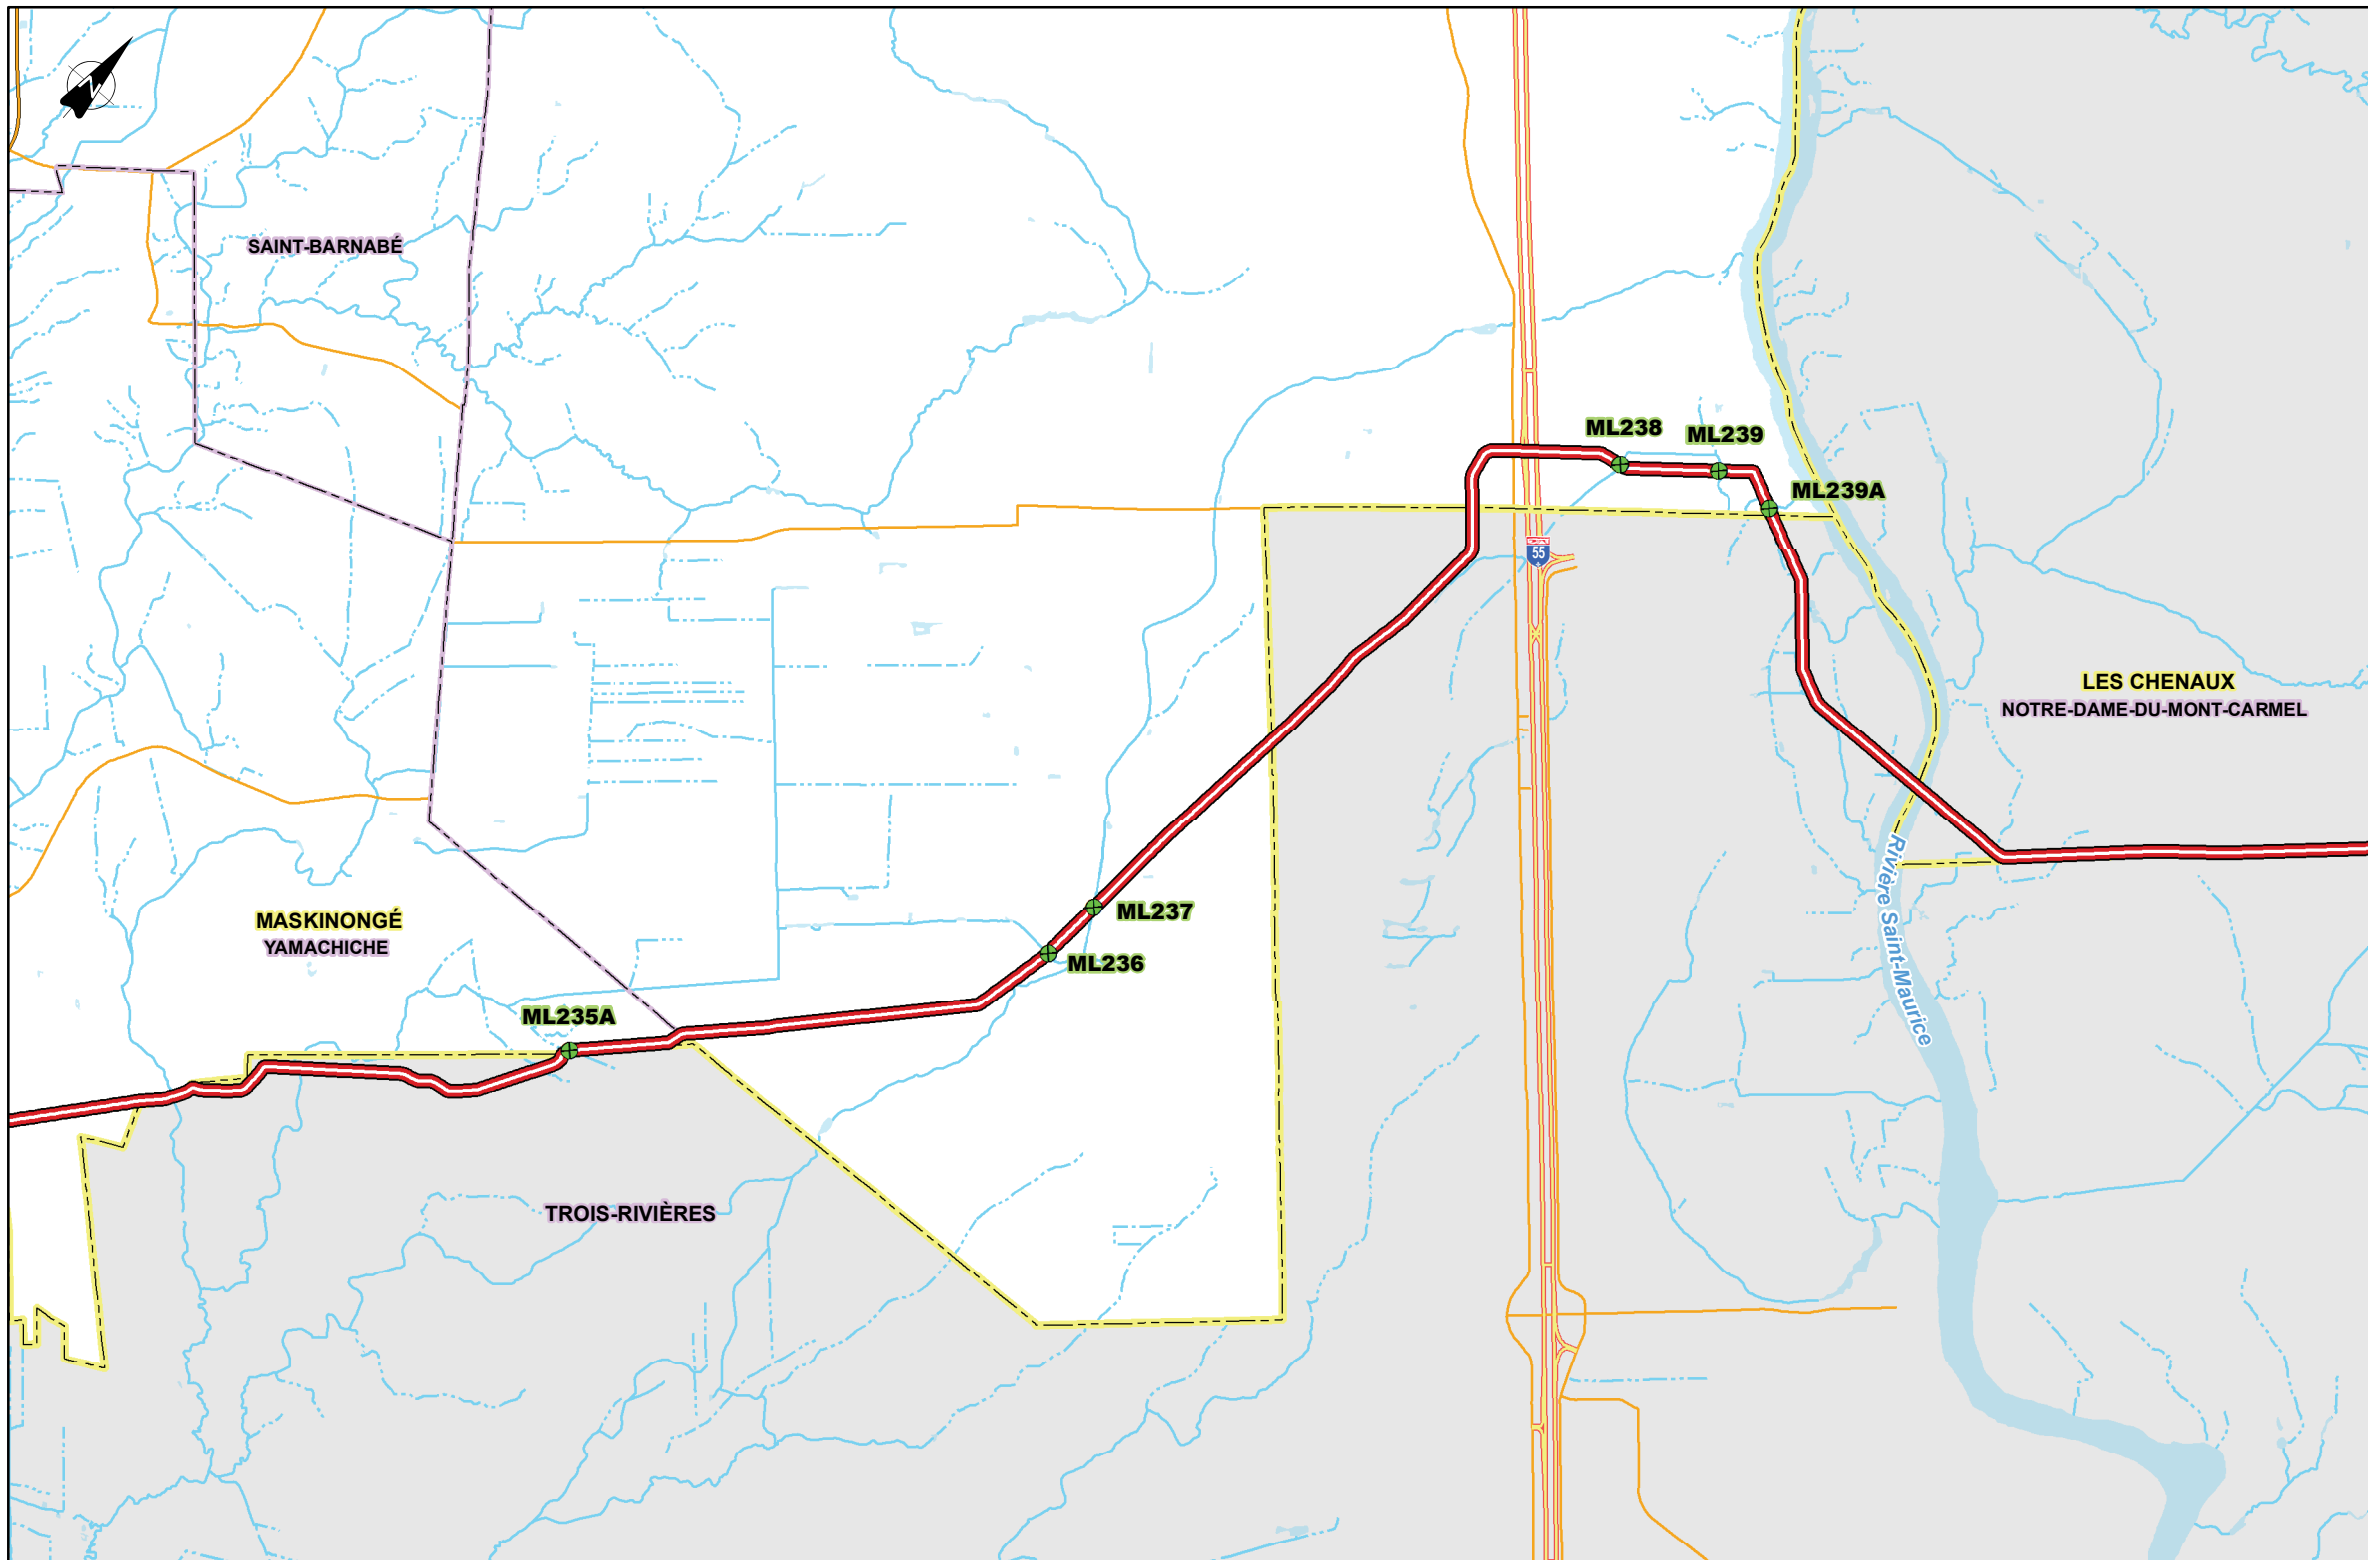 N
SAINT-BARNABÉ
ML238
ML239
ML239A
55
LES CHENAUX
NOTRE-DAME-DU-MONT-CARMEL
MASKINONGÉ
YAMACHICHE
ML237
ML236
Rivière Saint-Maurice
ML235A
TROIS-RIVIÈRES